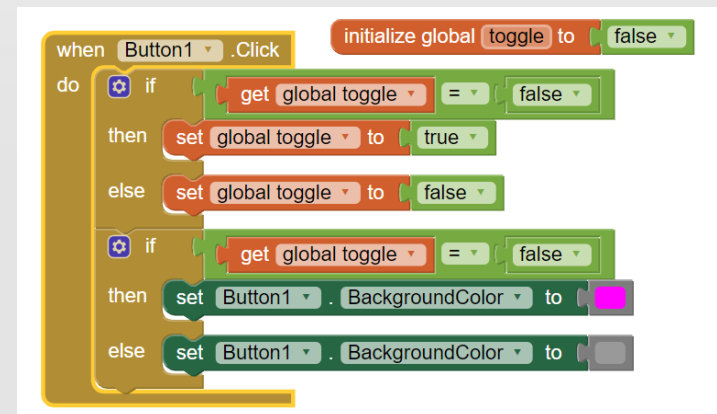 initialize global toggle to false
when Button1 .Click
do if get global toggle = false
then set global toggle to true
else set global toggle to false
if get global toggle = false
then set Button1 . BackgroundColor to
else set Button1 . BackgroundColor to